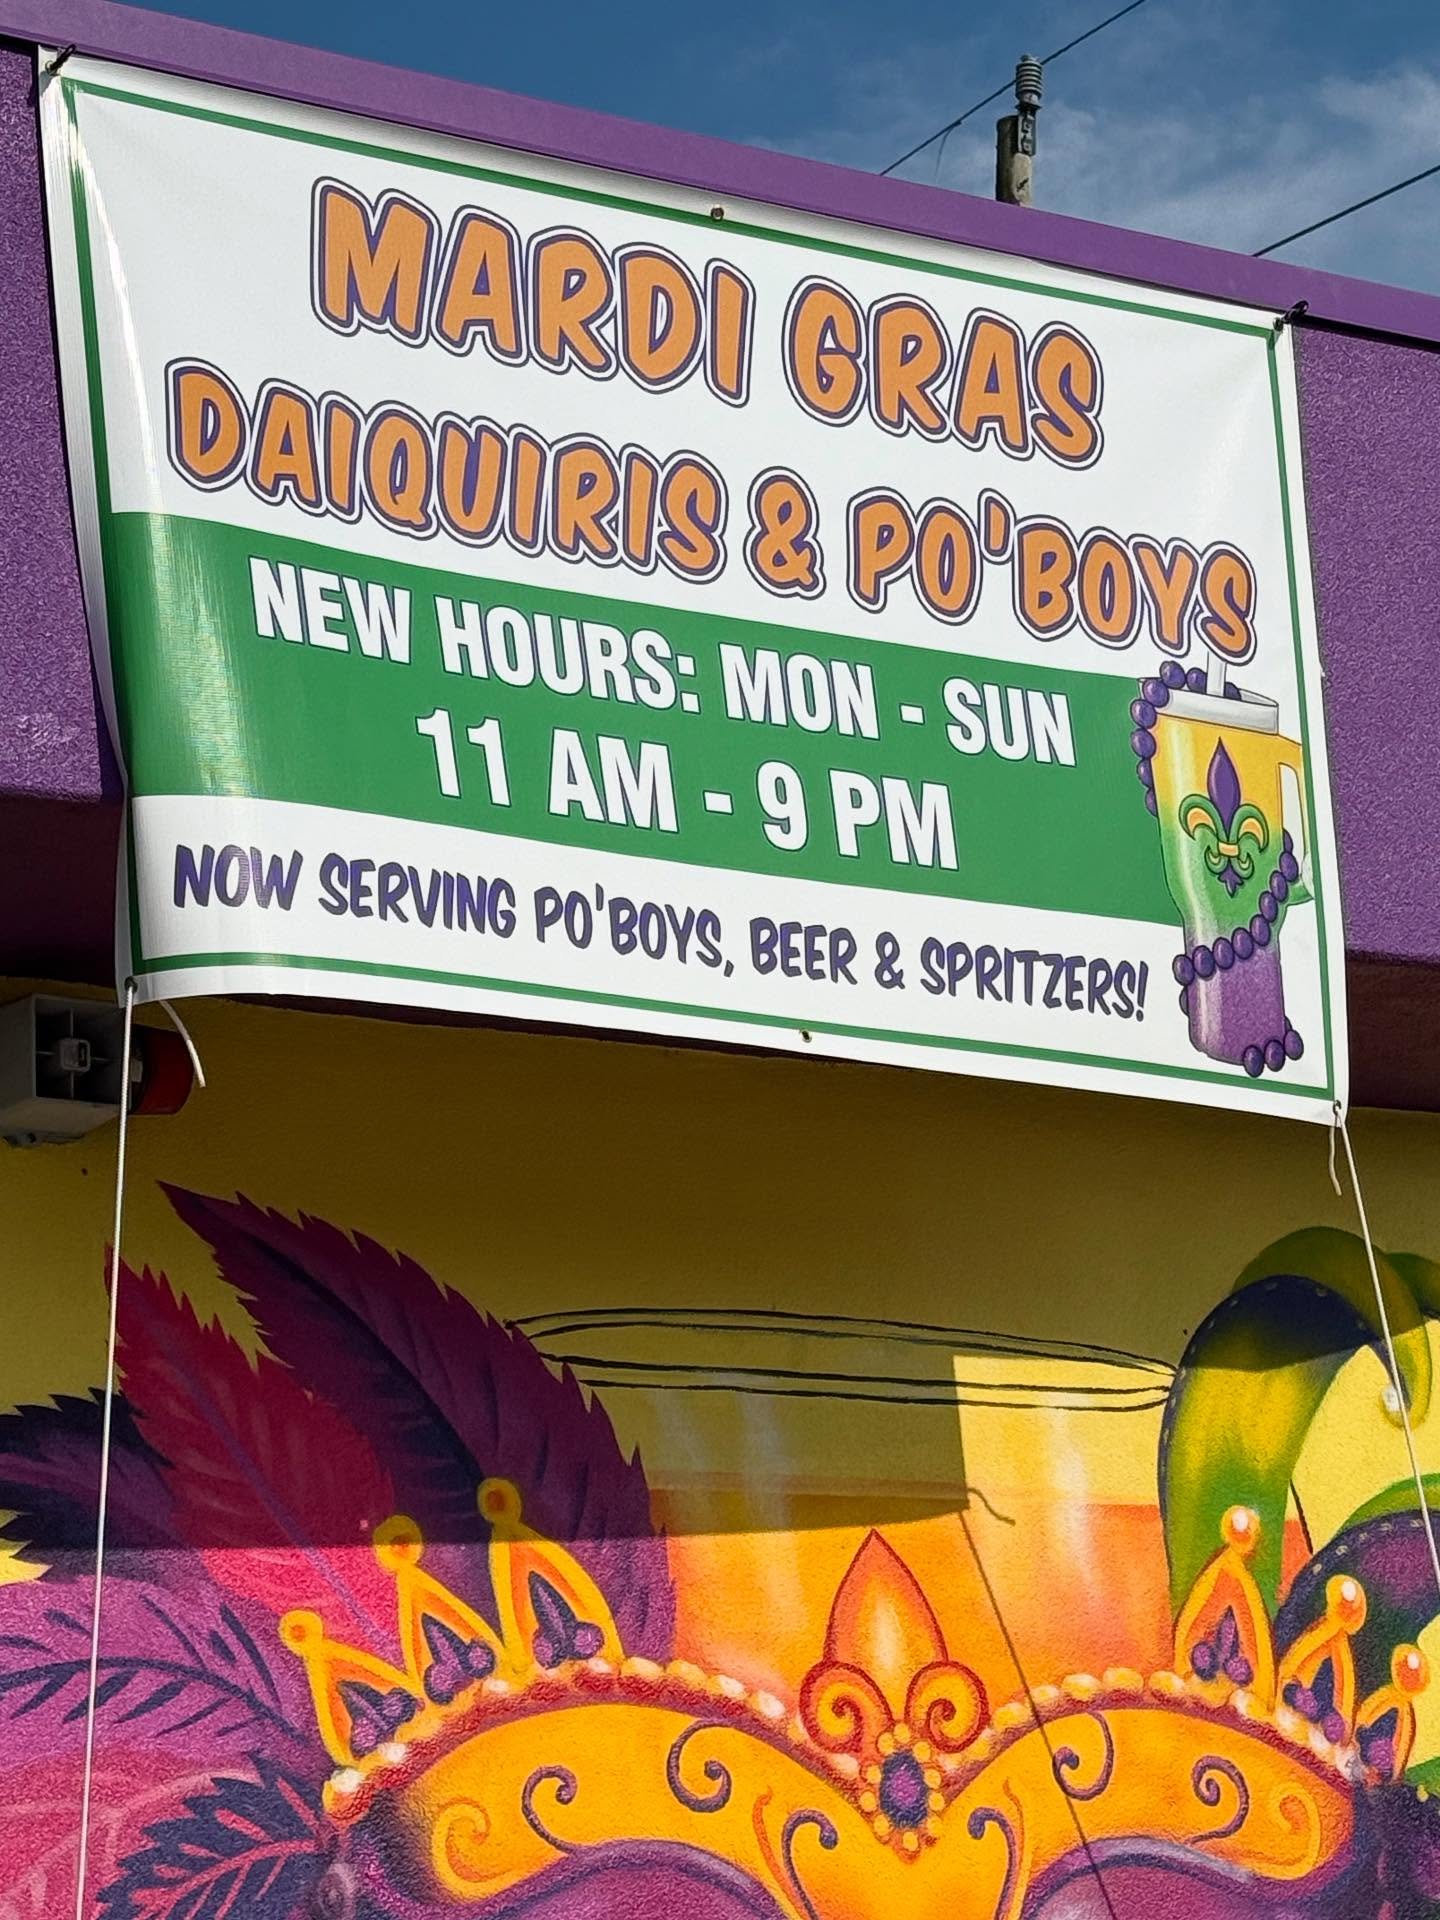 MARDI GRAS
DAIQUIRIS & PO'BOYS
NEW HOURS: MON - SUN
11 AM - 9 PM
NOW SERVING PO'BOYS, BEER & SPRITZERS!